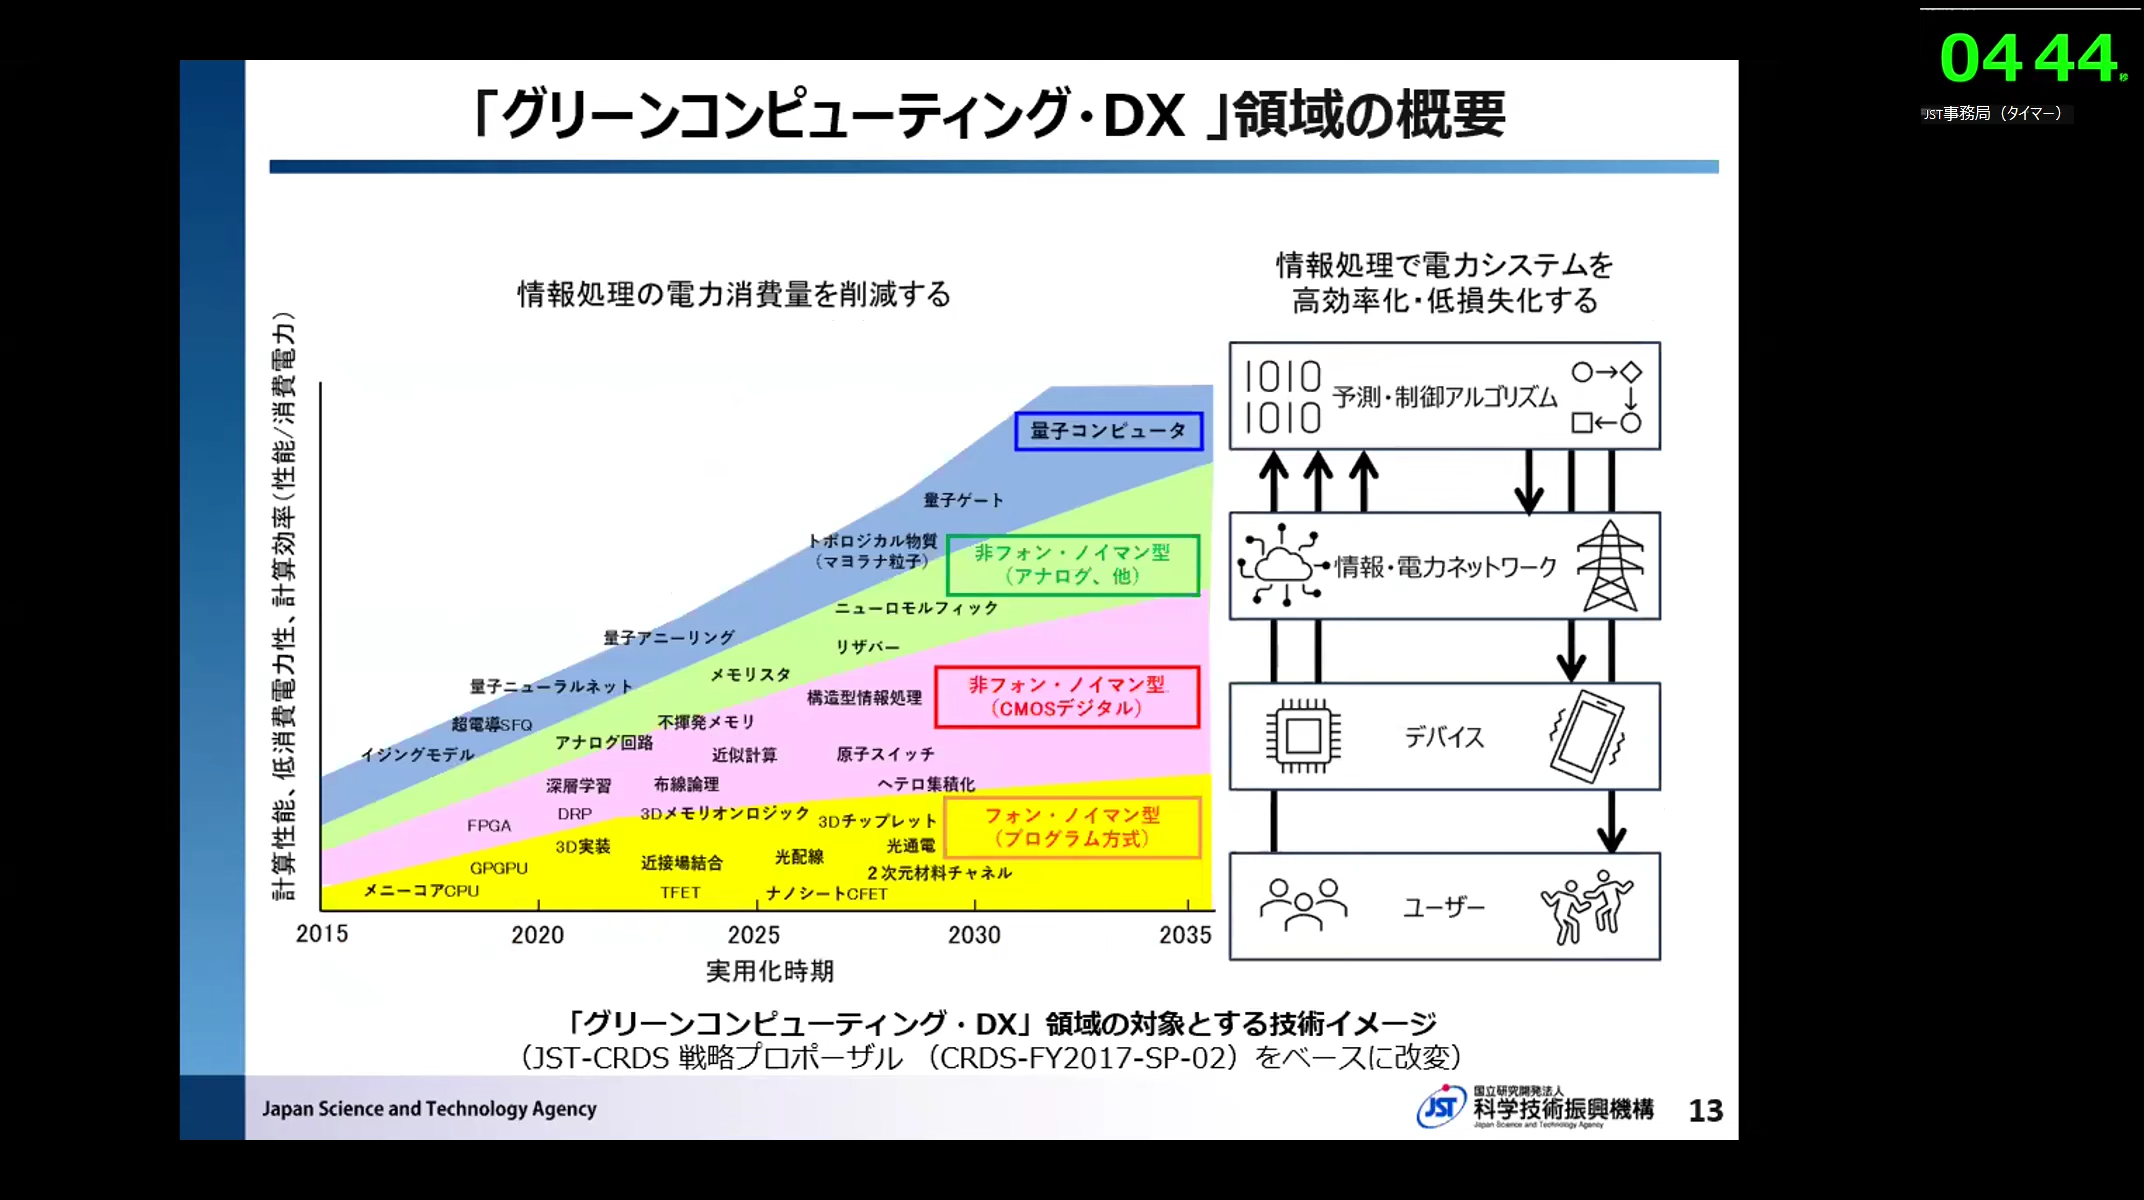 「グリーンコンピューティング・DX 」領域の概要
04 44 秒
JST事務局（タイマー）
情報処理の電力消費量を削減する
計算性能、低消費電力性、計算効率（性能/消費電力）
量子コンピュータ
量子ゲート
トポロジカル物質
（マヨラナ粒子）
非フォン・ノイマン型
（アナログ、他）
ニューロモルフィック
量子アニーリング
リザバー
メモリスタ
量子ニューラルネット
構造型情報処理
非フォン・ノイマン型
（CMOSデジタル）
超電導SFQ
不揮発メモリ
アナログ回路
イジングモデル
近似計算
原子スイッチ
深層学習
布線論理
ヘテロ集積化
DRP
3Dメモリオンロジック
3Dチップレット
FPGA
フォン・ノイマン型
（プログラム方式）
3D実装
光通電
近接場結合
光配線
GPGPU
２次元材料チャネル
メニーコアCPU
TFET
ナノシートCFET
2015
2020
2025
2030
2035
実用化時期
情報処理で電力システムを
高効率化・低損失化する
1010
1010
予測・制御アルゴリズム
情報・電力ネットワーク
デバイス
ユーザー
「グリーンコンピューティング・DX」領域の対象とする技術イメージ
（JST-CRDS 戦略プロポーザル （CRDS-FY2017-SP-02）をベースに改変）
Japan Science and Technology Agency
JST
国立研究開発法人
科学技術振興機構
Japan Science and Technology Agency
13